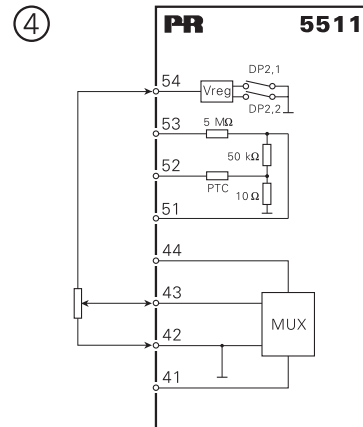 4
PR 5511
54
DP2,1
Vreg
DP2,2
53
5 MΩ
50 kΩ
52
PTC
10 Ω
51
44
43
MUX
42
41